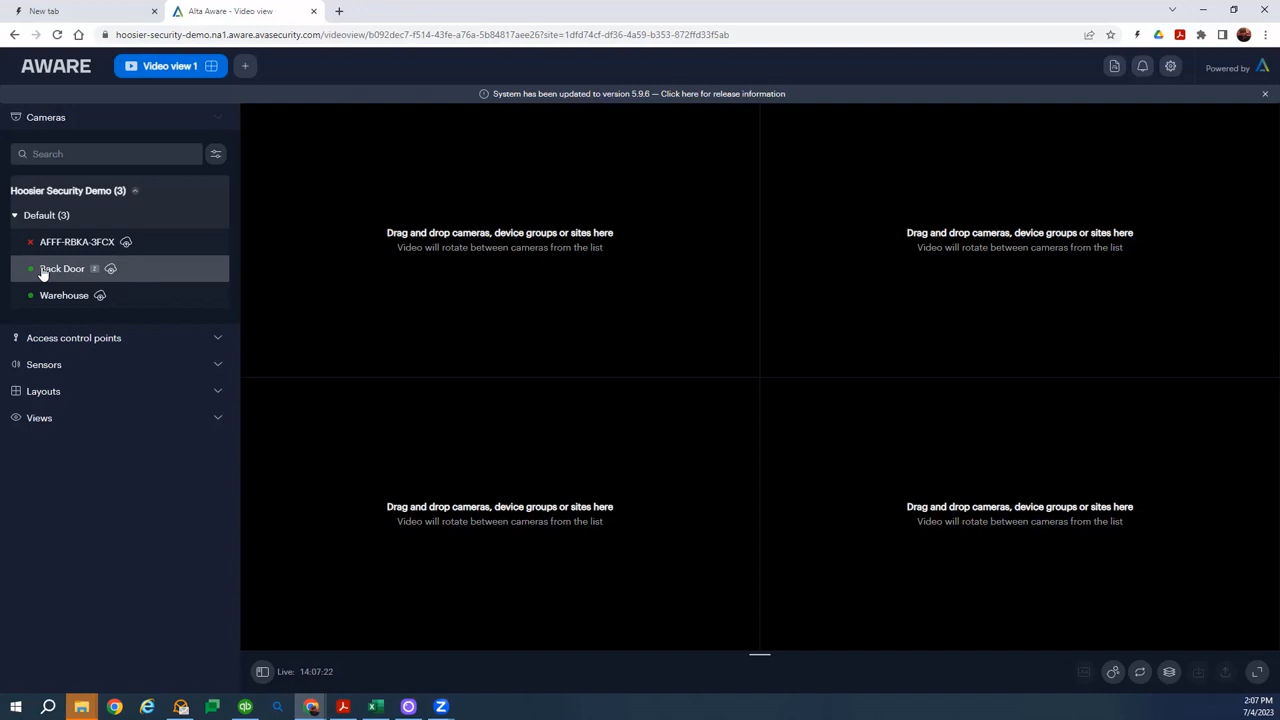 New tab
Alta Aware - Video view
hoosier-security-demo.na1.aware.avasecurity.com/videoview/b092dec7-f514-43fe-a76a-5b84817aee26?site=1dfd74cf-df36-4a59-b353-872ffd33f5ab
AWARE
Video view 1
Powered by
System has been updated to version 5.9.6 — Click here for release information
Cameras
Search
Hoosier Security Demo (3)
Default (3)
AFFF-RBKA-3FCX
Back Door 2
Warehouse
Access control points
Sensors
Layouts
Views
Drag and drop cameras, device groups or sites here
Video will rotate between cameras from the list
Drag and drop cameras, device groups or sites here
Video will rotate between cameras from the list
Drag and drop cameras, device groups or sites here
Video will rotate between cameras from the list
Drag and drop cameras, device groups or sites here
Video will rotate between cameras from the list
Live: 14:07:22
2:07 PM
7/4/2023